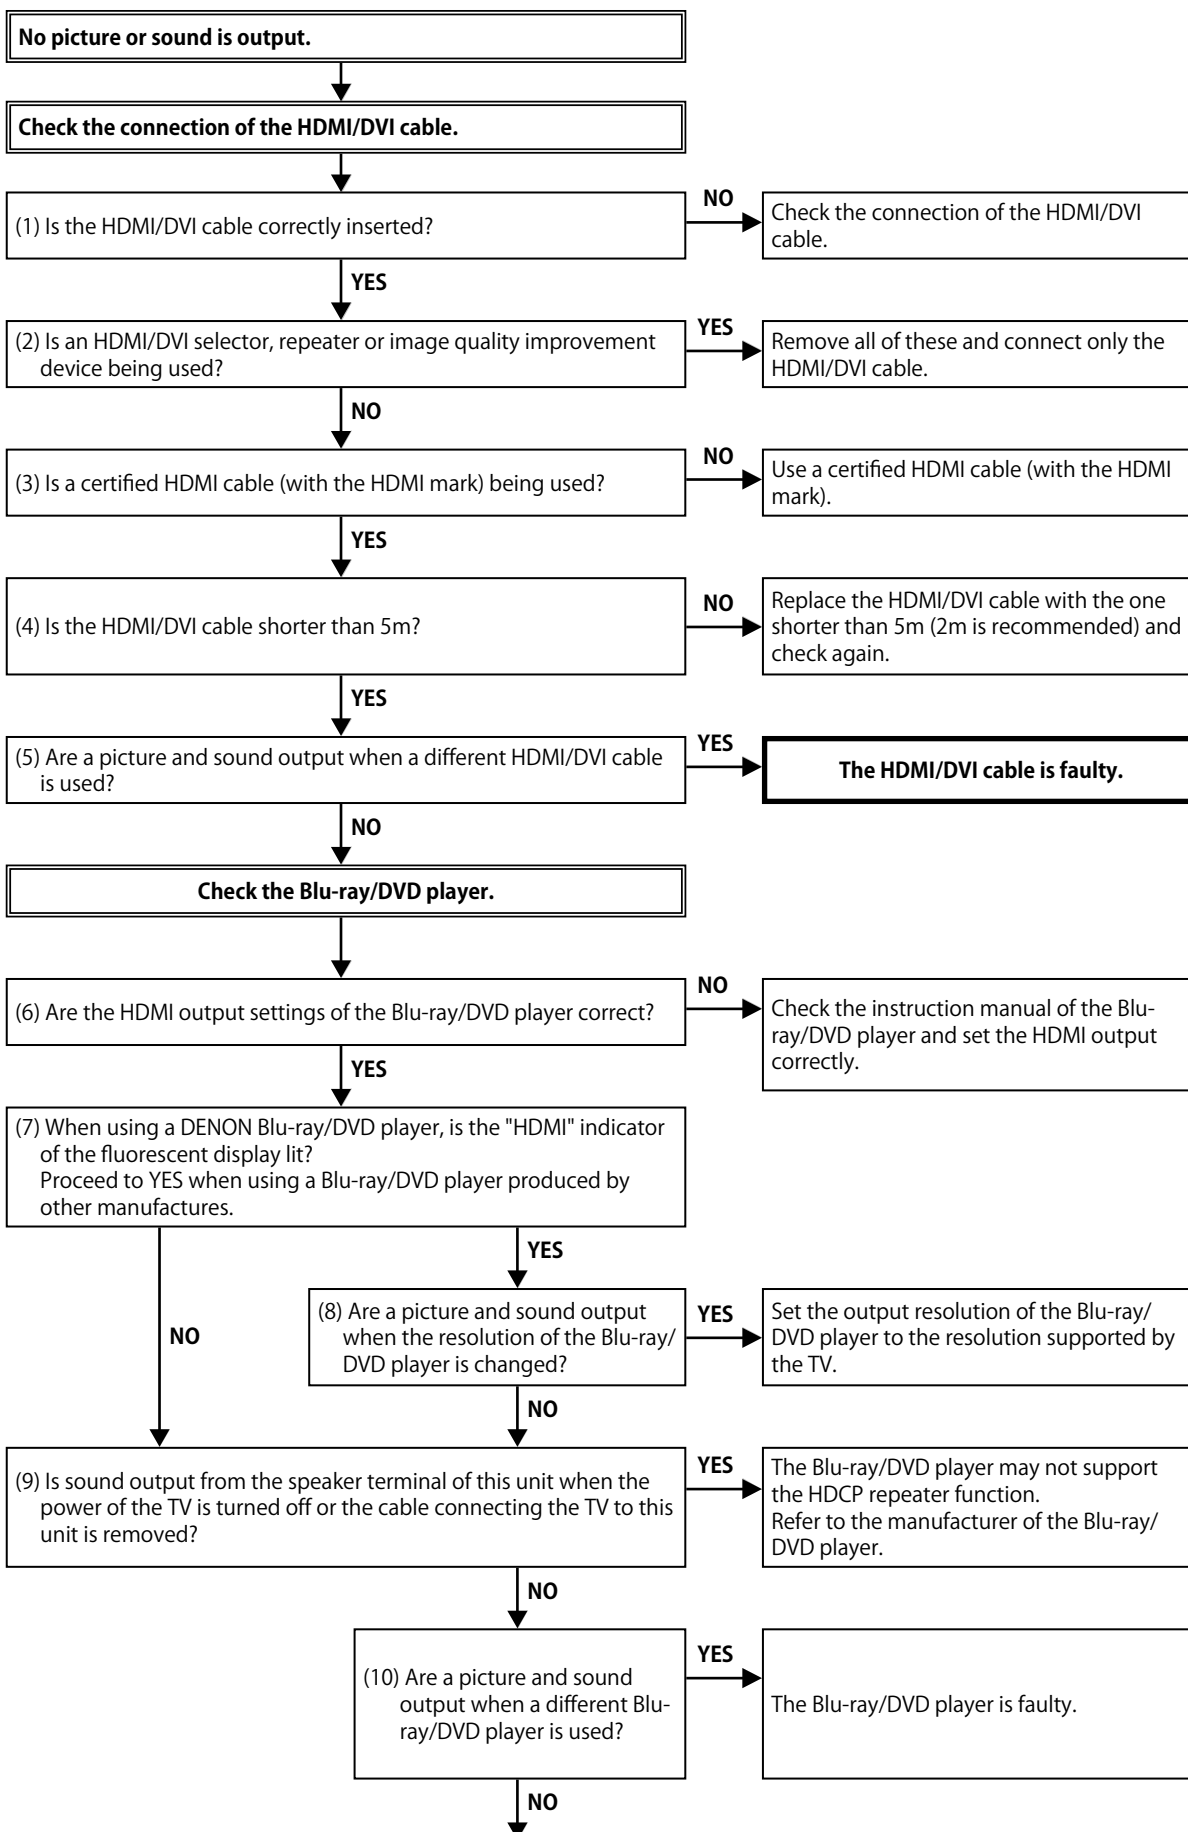 No picture or sound is output.
Check the connection of the HDMI/DVI cable.
(1) Is the HDMI/DVI cable correctly inserted?
NO
Check the connection of the HDMI/DVI
cable.
YES
(2) Is an HDMI/DVI selector, repeater or image quality improvement
device being used?
YES
Remove all of these and connect only the
HDMI/DVI cable.
NO
(3) Is a certified HDMI cable (with the HDMI mark) being used?
NO
Use a certified HDMI cable (with the HDMI
mark).
YES
(4) Is the HDMI/DVI cable shorter than 5m?
NO
Replace the HDMI/DVI cable with the one
shorter than 5m (2m is recommended) and
check again.
YES
(5) Are a picture and sound output when a different HDMI/DVI cable
is used?
YES
The HDMI/DVI cable is faulty.
NO
Check the Blu-ray/DVD player.
(6) Are the HDMI output settings of the Blu-ray/DVD player correct?
NO
Check the instruction manual of the Blu-
ray/DVD player and set the HDMI output
correctly.
YES
(7) When using a DENON Blu-ray/DVD player, is the "HDMI" indicator
of the fluorescent display lit?
Proceed to YES when using a Blu-ray/DVD player produced by
other manufactures.
YES
NO
(8) Are a picture and sound output
when the resolution of the Blu-ray/
DVD player is changed?
YES
Set the output resolution of the Blu-ray/
DVD player to the resolution supported by
the TV.
NO
(9) Is sound output from the speaker terminal of this unit when the
power of the TV is turned off or the cable connecting the TV to this
unit is removed?
YES
The Blu-ray/DVD player may not support
the HDCP repeater function.
Refer to the manufacturer of the Blu-ray/
DVD player.
NO
(10) Are a picture and sound
output when a different Blu-
ray/DVD player is used?
YES
The Blu-ray/DVD player is faulty.
NO